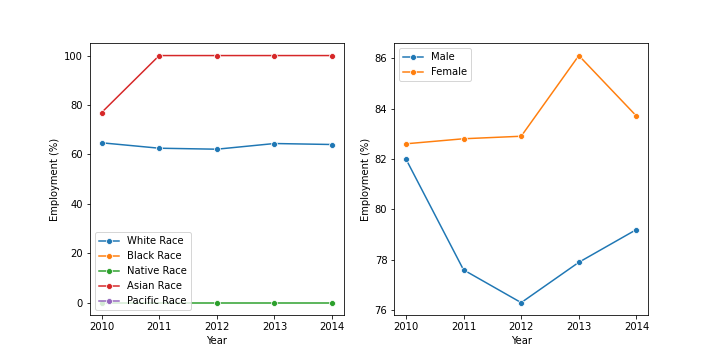 100
80
60
40
20
0
Employment (%)
White Race
Black Race
Native Race
Asian Race
Pacific Race
2010 2011 2012 2013 2014
Year
86
84
82
80
78
76
Employment (%)
Male
Female
2010 2011 2012 2013 2014
Year